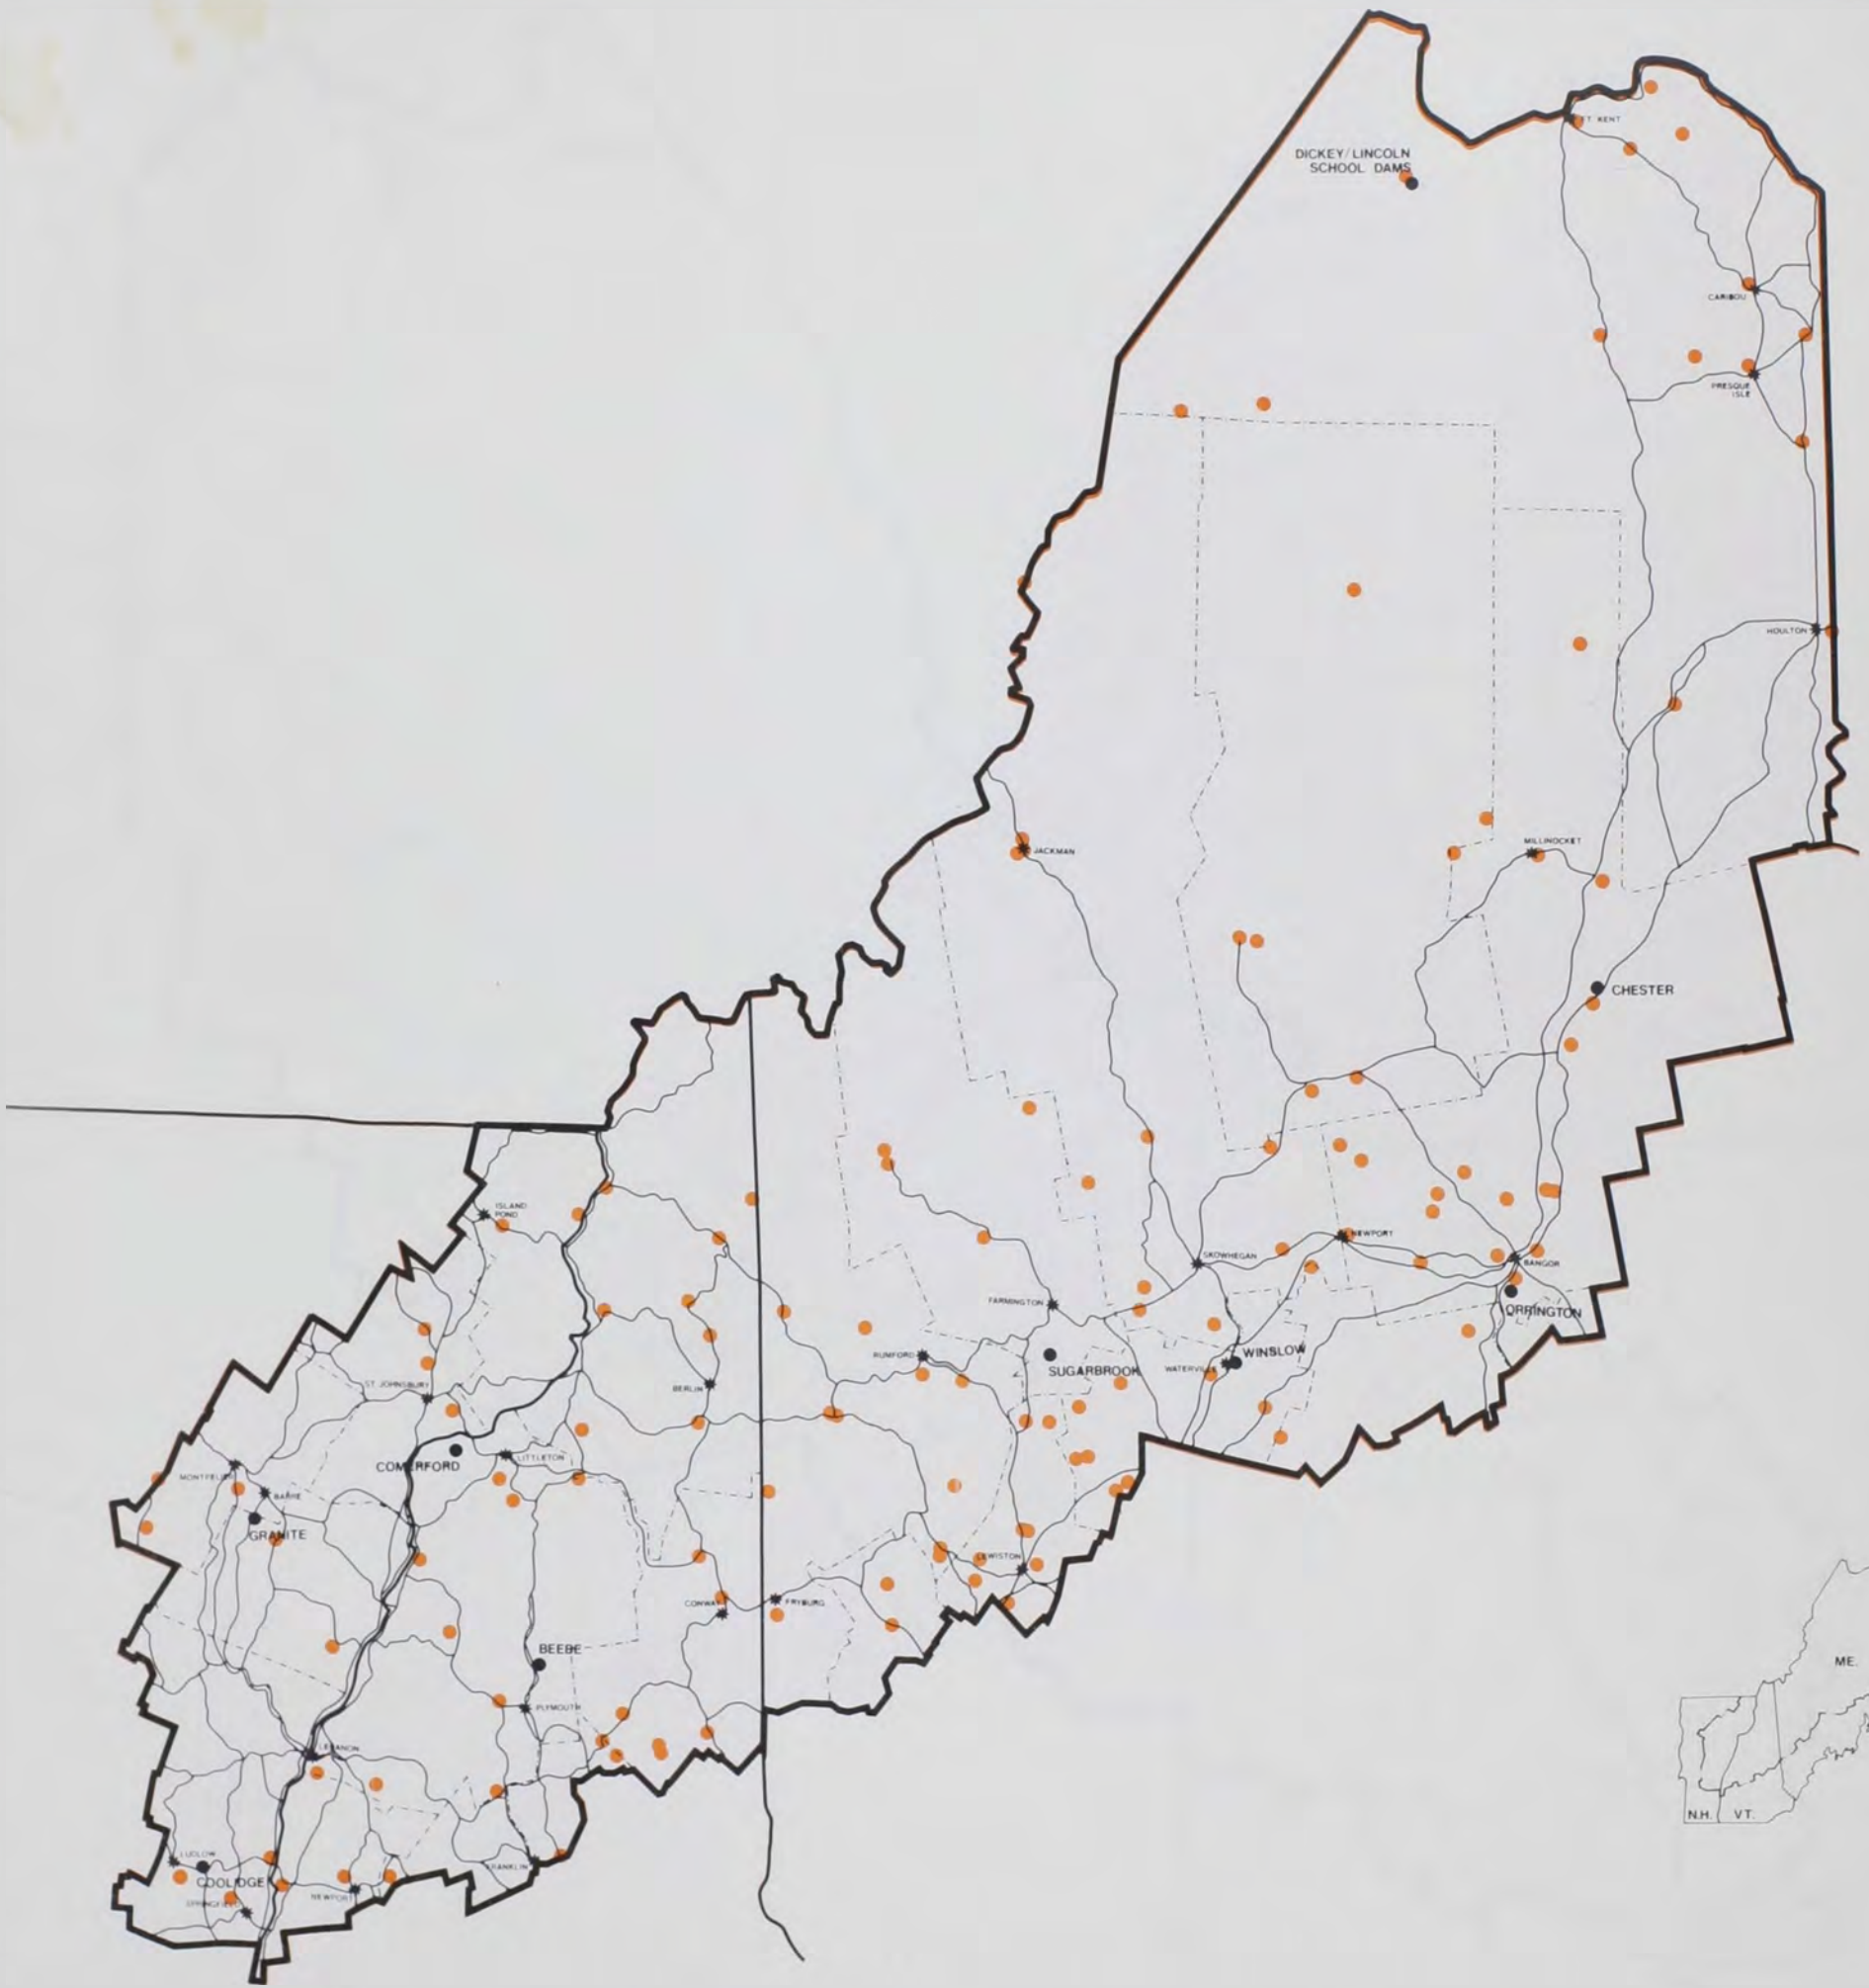 FT. KENT
DICKEY/LINCOLN
SCHOOL DAMS
CARIBOU
PRESQUE
ISLE
HOULTON
JACKMAN
MILLINOCKET
CHESTER
ISLAND
POND
NEWPORT
SKOWHEGAN
BANGOR
ORRINGTON
FARMINGTON
WINSLOW
RUMFORD
SUGARBROOK
WATERVILLE
ST. JOHNSBURY
BERLIN
COMERFORD
LITTLETON
MONTPELIER
BARRE
GRANITE
LEWISTON
CONWAY
FRYBURG
BEEBE
ME.
PLYMOUTH
LEBANON
N.H.
VT.
LUDLOW
FRANKLIN
COOLIDGE
NEWPORT
SPRINGFIELD